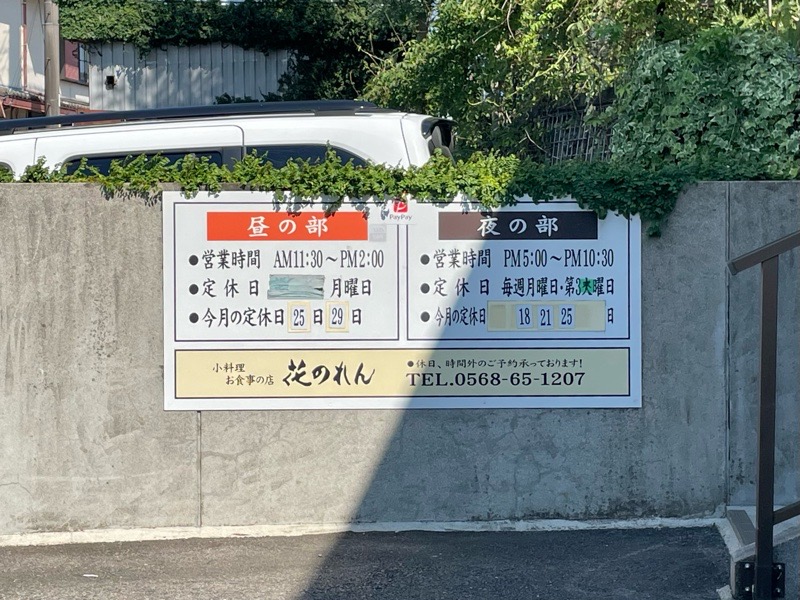 昼の部
●営業時間 AM11:30～PM2:00
●定休日 月曜日
●今月の定休日 25日 29日
PayPay
夜の部
●営業時間 PM5:00～PM10:30
●定休日 毎週月曜日・第3火曜日
●今月の定休日 18 21 25 日
小料理
お食事の店
花のれん
●休日、時間外のご予約承っております!
TEL.0568-65-1207